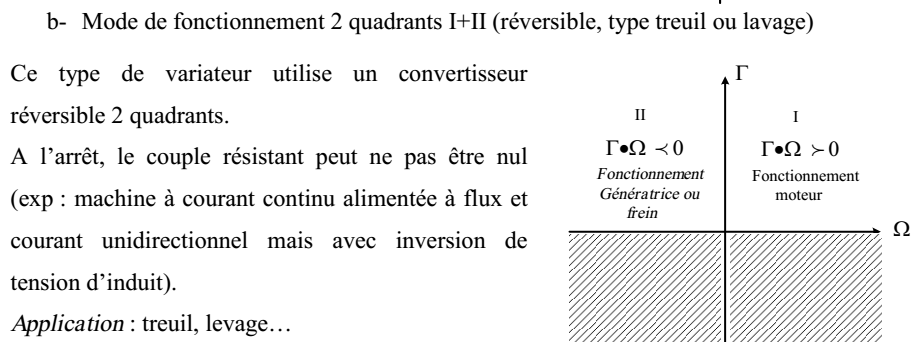 b- Mode de fonctionnement 2 quadrants I+II (réversible, type treuil ou lavage)
Ce type de variateur utilise un convertisseur
réversible 2 quadrants.
A l’arrêt, le couple résistant peut ne pas être nul
(exp : machine à courant continu alimentée à flux et
courant unidirectionnel mais avec inversion de
tension d’induit).
Application : treuil, levage…
Γ
II
I
Γ•Ω ≺0
Γ•Ω ≻0
Fonctionnement
Génératrice ou
frein
Fonctionnement
moteur
Ω